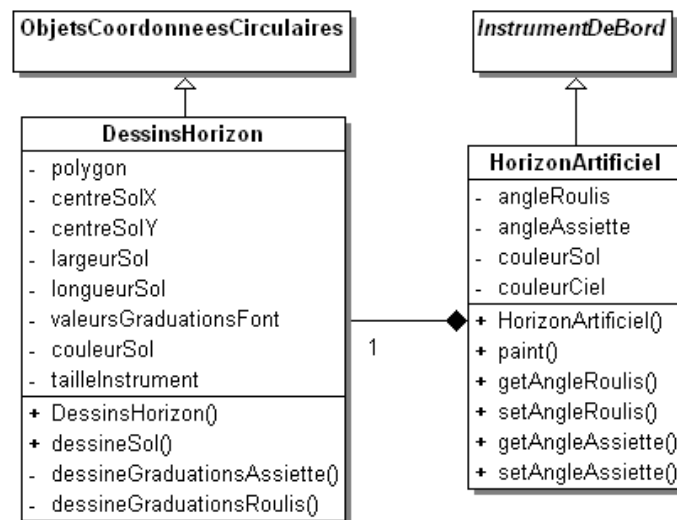 ObjetsCoordonneesCirculaires
InstrumentDeBord
DessinsHorizon
- polygon
- centreSolX
- centreSolY
- largeurSol
- longueurSol
- valeursGraduationsFont
- couleurSol
- tailleInstrument
+ DessinsHorizon()
+ dessineSol()
- dessineGraduationsAssiette()
- dessineGraduationsRoulis()
1
HorizonArtificiel
- angleRoulis
- angleAssiette
- couleurSol
- couleurCiel
+ HorizonArtificiel()
+ paint()
+ getAngleRoulis()
+ setAngleRoulis()
+ getAngleAssiette()
+ setAngleAssiette()